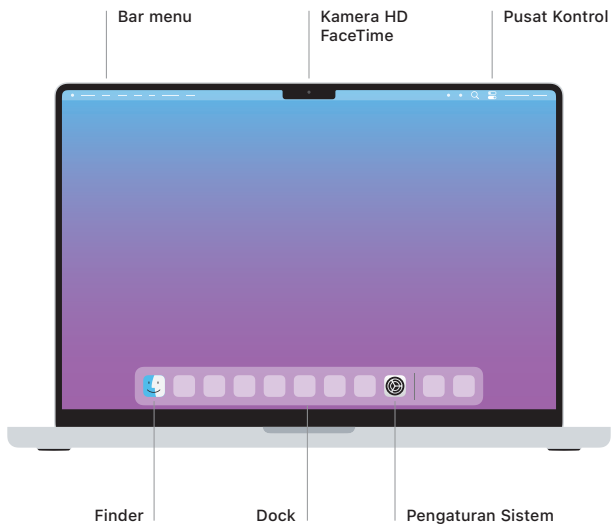 Bar menu
Kamera HD
FaceTime
Pusat Kontrol
Finder
Dock
Pengaturan Sistem